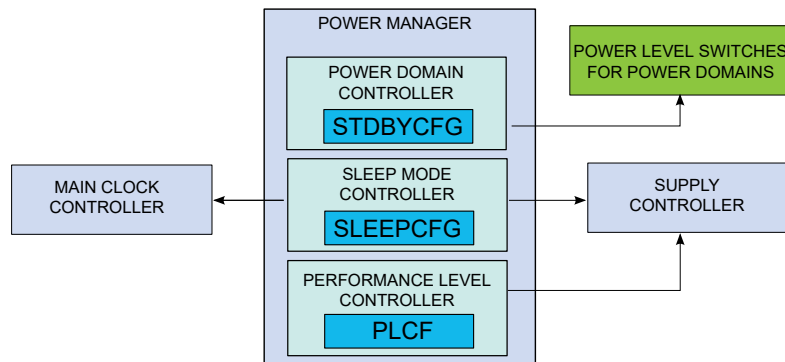 POWER MANAGER
POWER DOMAIN
CONTROLLER
STDBYCFG
POWER LEVEL SWITCHES
FOR POWER DOMAINS
MAIN CLOCK
CONTROLLER
SLEEP MODE
CONTROLLER
SLEEPCFG
SUPPLY
CONTROLLER
PERFORMANCE LEVEL
CONTROLLER
PLCF